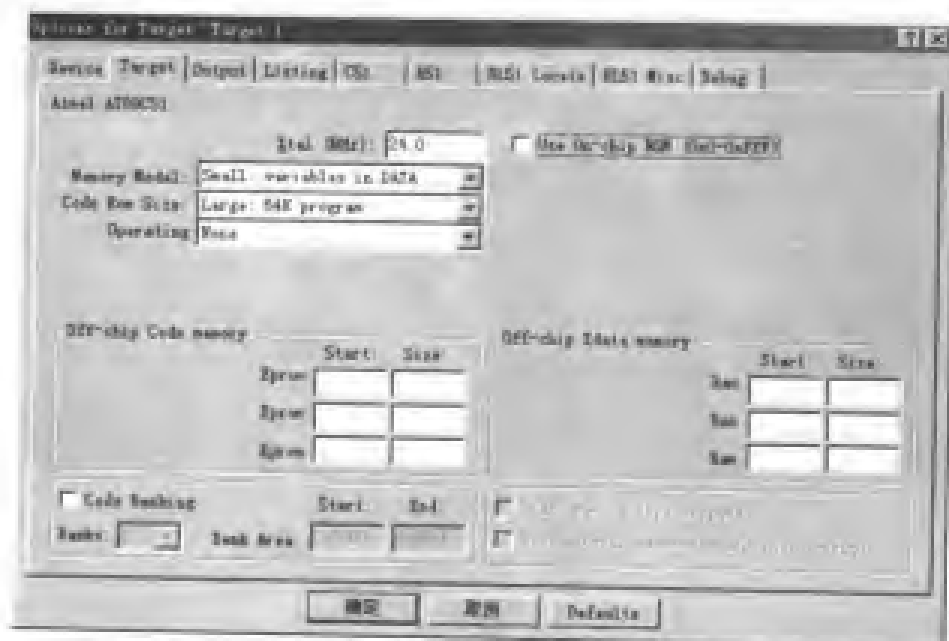 Options for Target 'Target 1'
Device Target Output Listing C51 A51 BL51 Locate BL51 Misc Debug
Atmel AT89C51
Xtal (MHz): 24.0
Use On-chip ROM (0x0-0xFFF)
Memory Model: Small: variables in DATA
Code Rom Size: Large: 64K program
Operating None
Off-chip Code memory
Start: Size:
Eprom
Eprom
Eprom
Off-chip Xdata memory
Start: Size:
Ram
Ram
Ram
Code Banking
Start: End:
Banks: Bank Area
确定 取消 Defaults